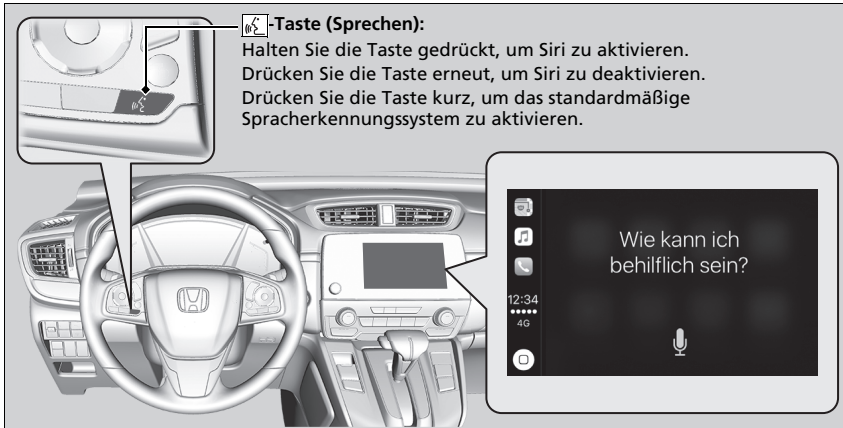 -Taste (Sprechen):
Halten Sie die Taste gedrückt, um Siri zu aktivieren.
Drücken Sie die Taste erneut, um Siri zu deaktivieren.
Drücken Sie die Taste kurz, um das standardmäßige
Spracherkennungssystem zu aktivieren.
Wie kann ich
behilflich sein?
12:34
4G